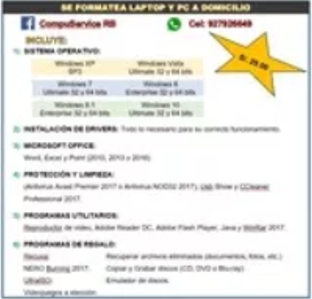 SE FORMATEA LAPTOP Y PC A DOMICILIO
CompuService RB Cel: 927926649
INCLUYE:
1) SISTEMA OPERATIVO:
S/. 25.00
Windows XP Windows Vista
SP3 Ultimate 32 y 64 bits
Windows 7 Windows 8
Ultimate 32 y 64 bits Enterprise 32 y 64 bits
Windows 8.1 Windows 10
Enterprise 32 y 64 bits Ultimate 32 y 64 bits
2) INSTALACIÓN DE DRIVERS: Todo lo necesario para su correcto funcionamiento.
3) MICROSOFT OFFICE:
Word, Excel y Point (2010, 2013 o 2016)
4) PROTECCIÓN Y LIMPIEZA:
(Antivirus Avast Premier 2017 o Antivirus NOD32 2017), Usb Show y CCleaner
Professional 2017.
5) PROGRAMAS UTILITARIOS:
Reproductor de video, Adobe Reader DC, Adobe Flash Player, Java y WinRar 2017.
6) PROGRAMAS DE REGALO:
Recuva: Recuperar archivos eliminados (documentos, fotos, etc.)
NERO Burning 2017: Copiar y Grabar discos (CD, DVD o Blu-ray)
UltraISO: Emulador de discos.
Videojuegos a elección.